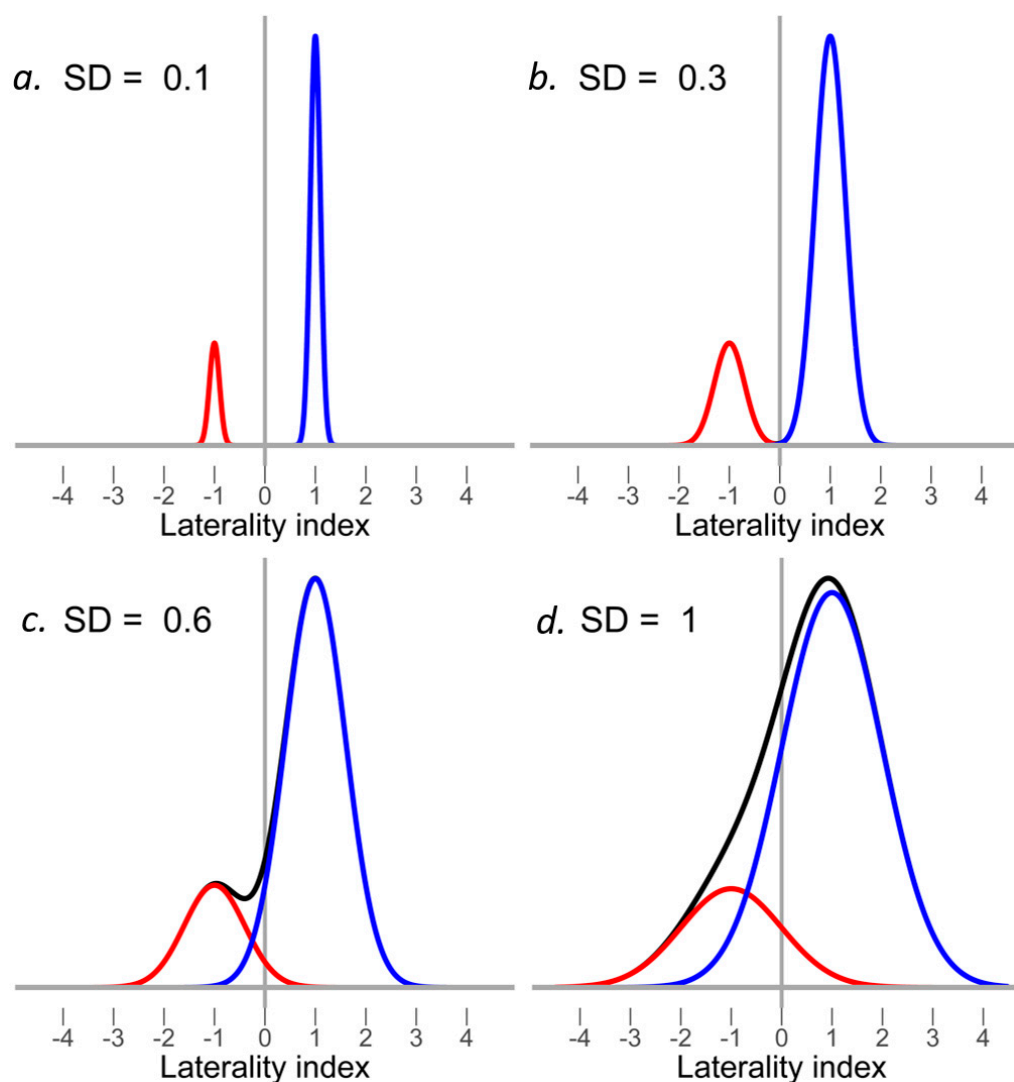 a. SD = 0.1
-4 -3 -2 -1 0 1 2 3 4
Laterality index
b. SD = 0.3
-4 -3 -2 -1 0 1 2 3 4
Laterality index
c. SD = 0.6
-4 -3 -2 -1 0 1 2 3 4
Laterality index
d. SD = 1
-4 -3 -2 -1 0 1 2 3 4
Laterality index